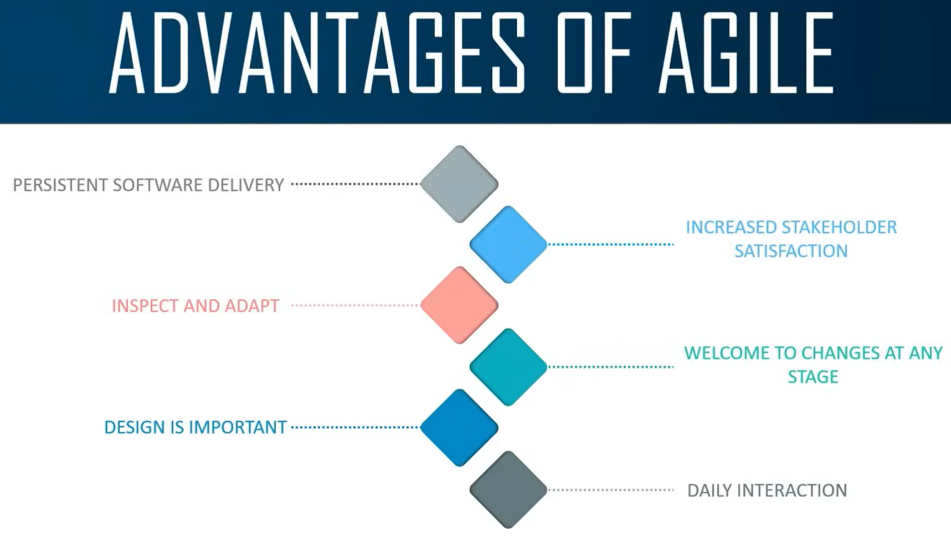 ADVANTAGES OF AGILE
PERSISTENT SOFTWARE DELIVERY
INCREASED STAKEHOLDER
SATISFACTION
INSPECT AND ADAPT
WELCOME TO CHANGES AT ANY
STAGE
DESIGN IS IMPORTANT
DAILY INTERACTION